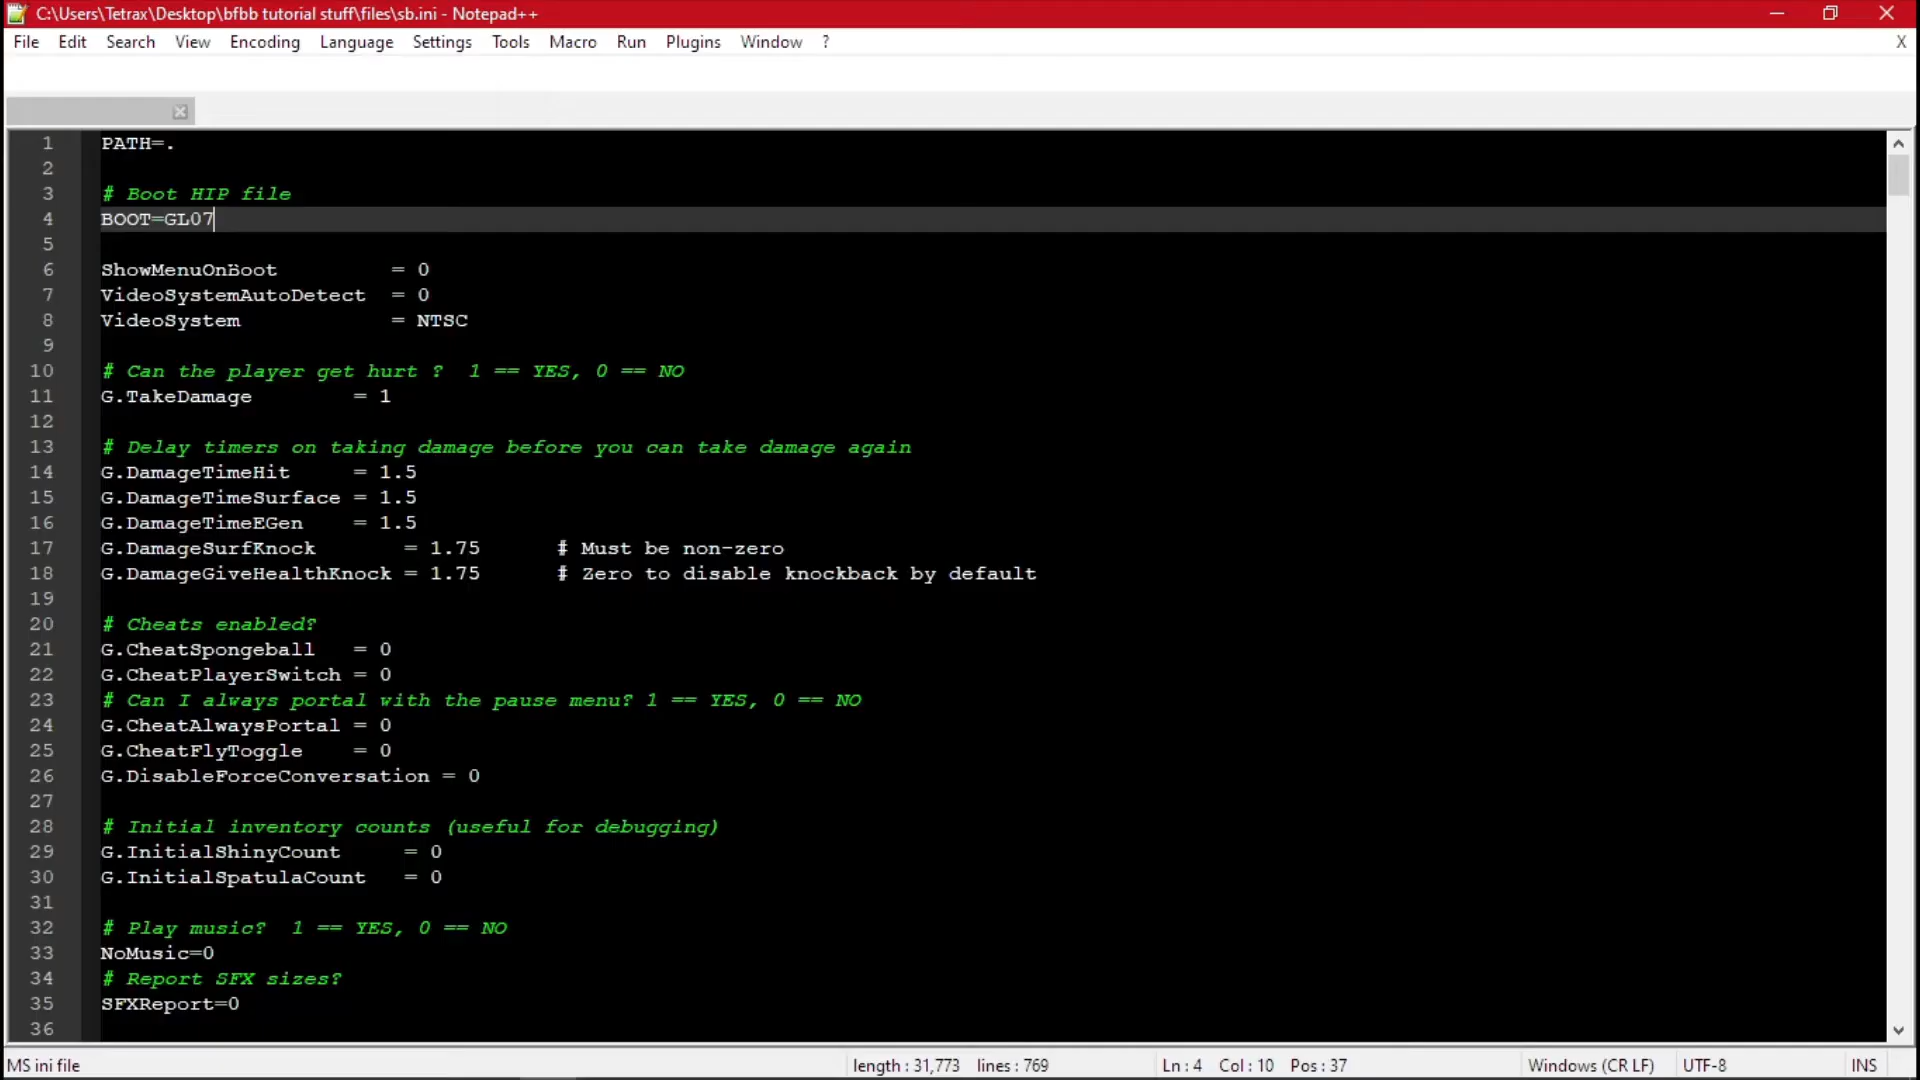 C:\Users\Tetrax\Desktop\bfbb tutorial stuff\files\sb.ini - Notepad++
File Edit Search View Encoding Language Settings Tools Macro Run Plugins Window ? X
1 PATH=.
2
3 # Boot HIP file
4 BOOT=GL07
5
6 ShowMenuOnBoot = 0
7 VideoSystemAutoDetect = 0
8 VideoSystem = NTSC
9
10 # Can the player get hurt ? 1 == YES, 0 == NO
11 G.TakeDamage = 1
12
13 # Delay timers on taking damage before you can take damage again
14 G.DamageTimeHit = 1.5
15 G.DamageTimeSurface = 1.5
16 G.DamageTimeEGen = 1.5
17 G.DamageSurfKnock = 1.75 # Must be non-zero
18 G.DamageGiveHealthKnock = 1.75 # Zero to disable knockback by default
19
20 # Cheats enabled?
21 G.CheatSpongeball = 0
22 G.CheatPlayerSwitch = 0
23 # Can I always portal with the pause menu? 1 == YES, 0 == NO
24 G.CheatAlwaysPortal = 0
25 G.CheatFlyToggle = 0
26 G.DisableForceConversation = 0
27
28 # Initial inventory counts (useful for debugging)
29 G.InitialShinyCount = 0
30 G.InitialSpatulaCount = 0
31
32 # Play music? 1 == YES, 0 == NO
33 NoMusic=0
34 # Report SFX sizes?
35 SFXReport=0
36
MS ini file length : 31,773 lines : 769 Ln : 4 Col : 10 Pos : 37 Windows (CR LF) UTF-8 INS